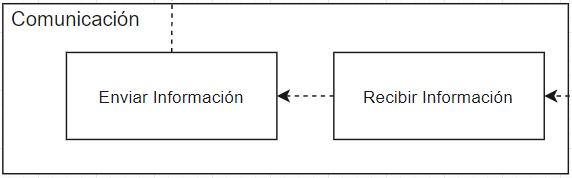 Comunicación
Enviar Información
Recibir Información